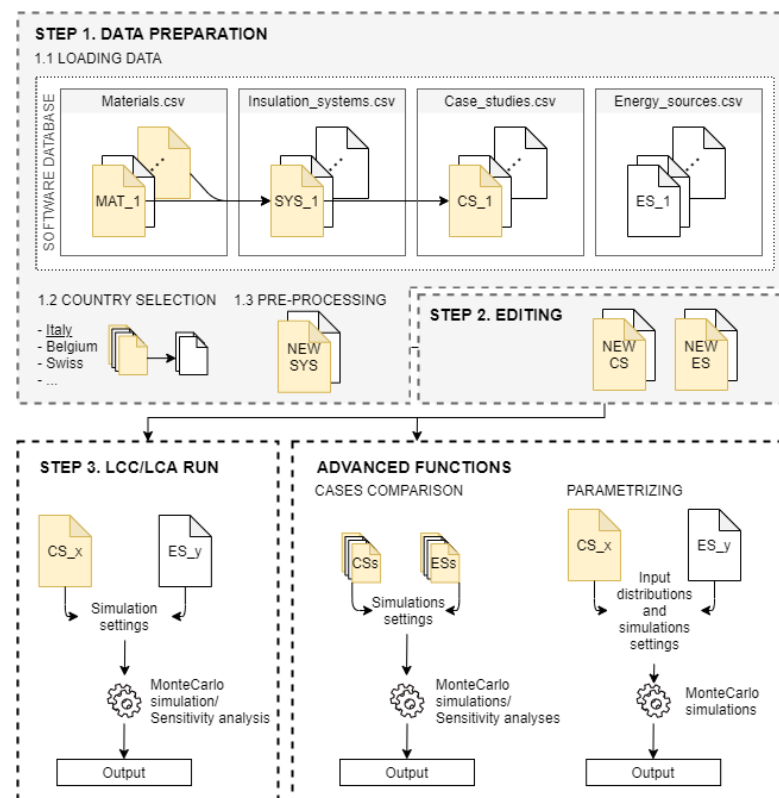 STEP 1. DATA PREPARATION
1.1 LOADING DATA
SOFTWARE DATABASE
Materials.csv
Insulation_systems.csv
Case_studies.csv
Energy_sources.csv
MAT_1
SYS_1
CS_1
ES_1
1.2 COUNTRY SELECTION
- Italy
- Belgium
- Swiss
- ...
1.3 PRE-PROCESSING
NEW
SYS
STEP 2. EDITING
NEW
CS
NEW
ES
STEP 3. LCC/LCA RUN
CS_x
ES_y
Simulation
settings
MonteCarlo
simulation/
Sensitivity analysis
Output
ADVANCED FUNCTIONS
CASES COMPARISON
CSs
ESs
Simulations
settings
MonteCarlo
simulations/
Sensitivity analyses
Output
PARAMETRIZING
CS_x
ES_y
Input
distributions
and
simulations
settings
MonteCarlo
simulations
Output